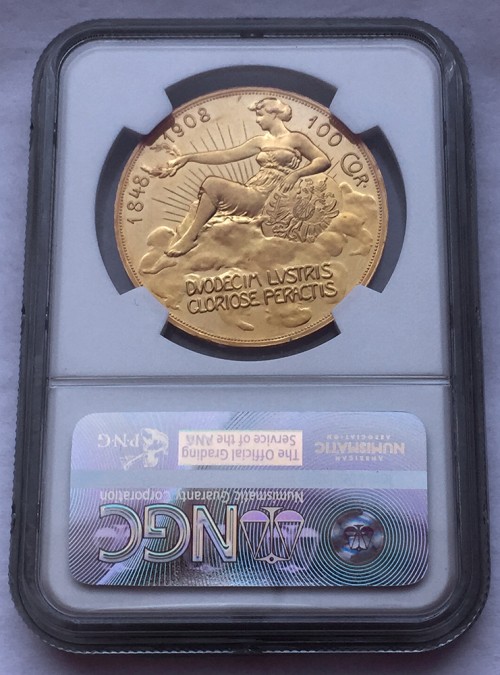 1848 1908 100 COR.
DVODECIM LVSTRIS
GLORIOSE PERACTIS
NGC
Numismatic Guaranty
Corporation
The Official Grading
Service of the ANA
PNG
AMERICAN
NUMISMATIC
ASSOCIATION